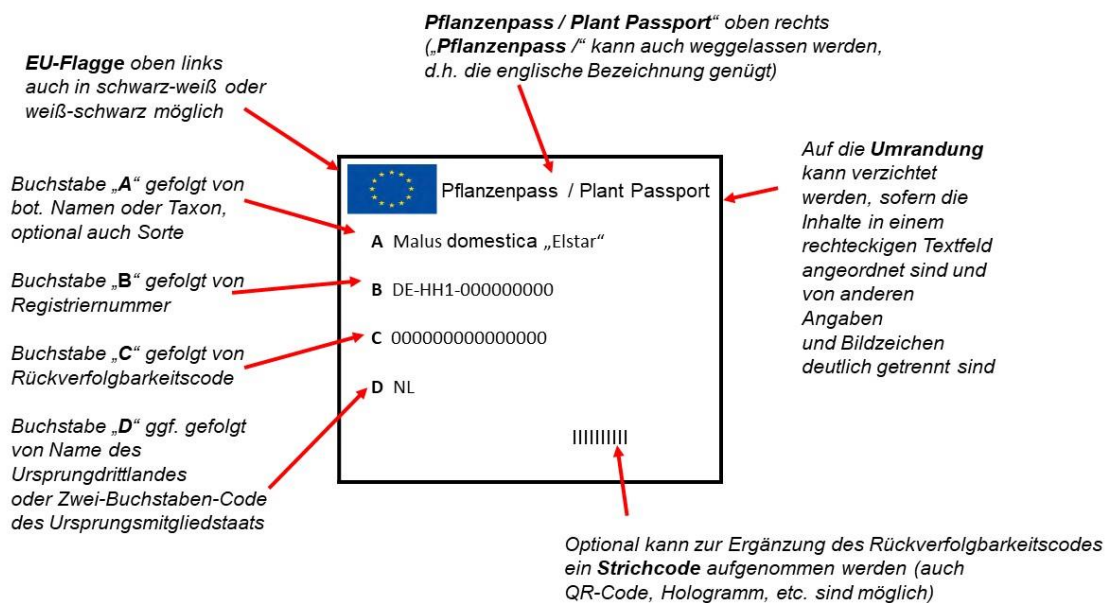 Pflanzenpass / Plant Passport“ oben rechts
(„Pflanzenpass /“ kann auch weggelassen werden,
d.h. die englische Bezeichnung genügt)
EU-Flagge oben links
auch in schwarz-weiß oder
weiß-schwarz möglich
Buchstabe „A“ gefolgt von
bot. Namen oder Taxon,
optional auch Sorte
Buchstabe „B“ gefolgt von
Registriernummer
Buchstabe „C“ gefolgt von
Rückverfolgbarkeitscode
Buchstabe „D“ ggf. gefolgt
von Name des
Ursprungdrittlandes
oder Zwei-Buchstaben-Code
des Ursprungsmitgliedstaats
Pflanzenpass / Plant Passport
A Malus domestica „Elstar“
B DE-HH1-000000000
C 000000000000000
D NL
Auf die Umrandung
kann verzichtet
werden, sofern die
Inhalte in einem
rechteckigen Textfeld
angeordnet sind und
von anderen
Angaben
und Bildzeichen
deutlich getrennt sind
Optional kann zur Ergänzung des Rückverfolgbarkeitscodes
ein Strichcode aufgenommen werden (auch
QR-Code, Hologramm, etc. sind möglich)